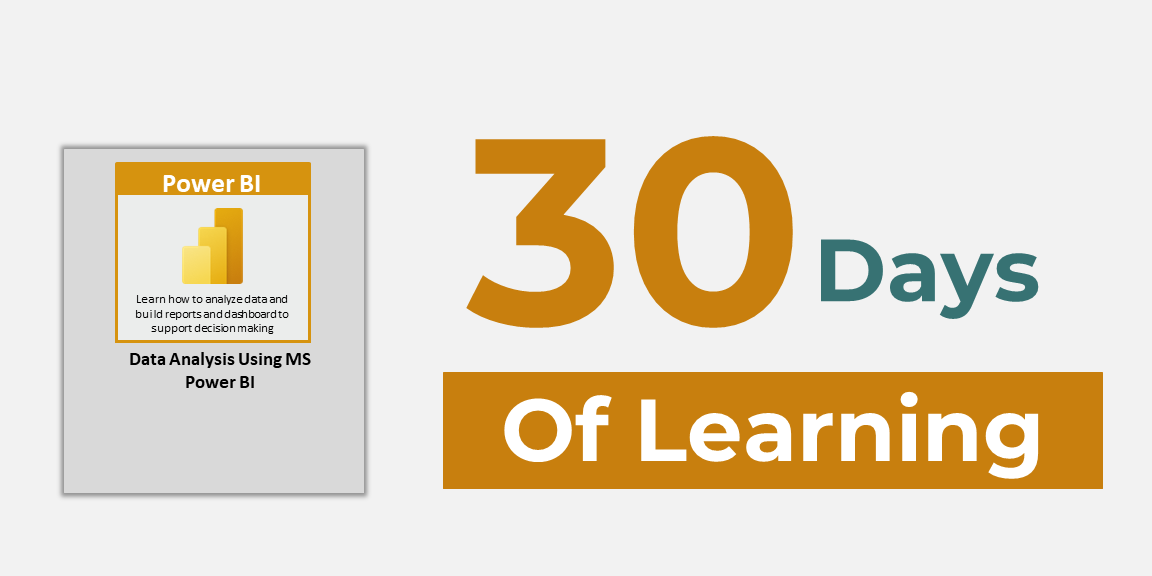 Power BI
Learn how to analyze data and
build reports and dashboard to
support decision making
Data Analysis Using MS
Power BI
30 Days
Of Learning